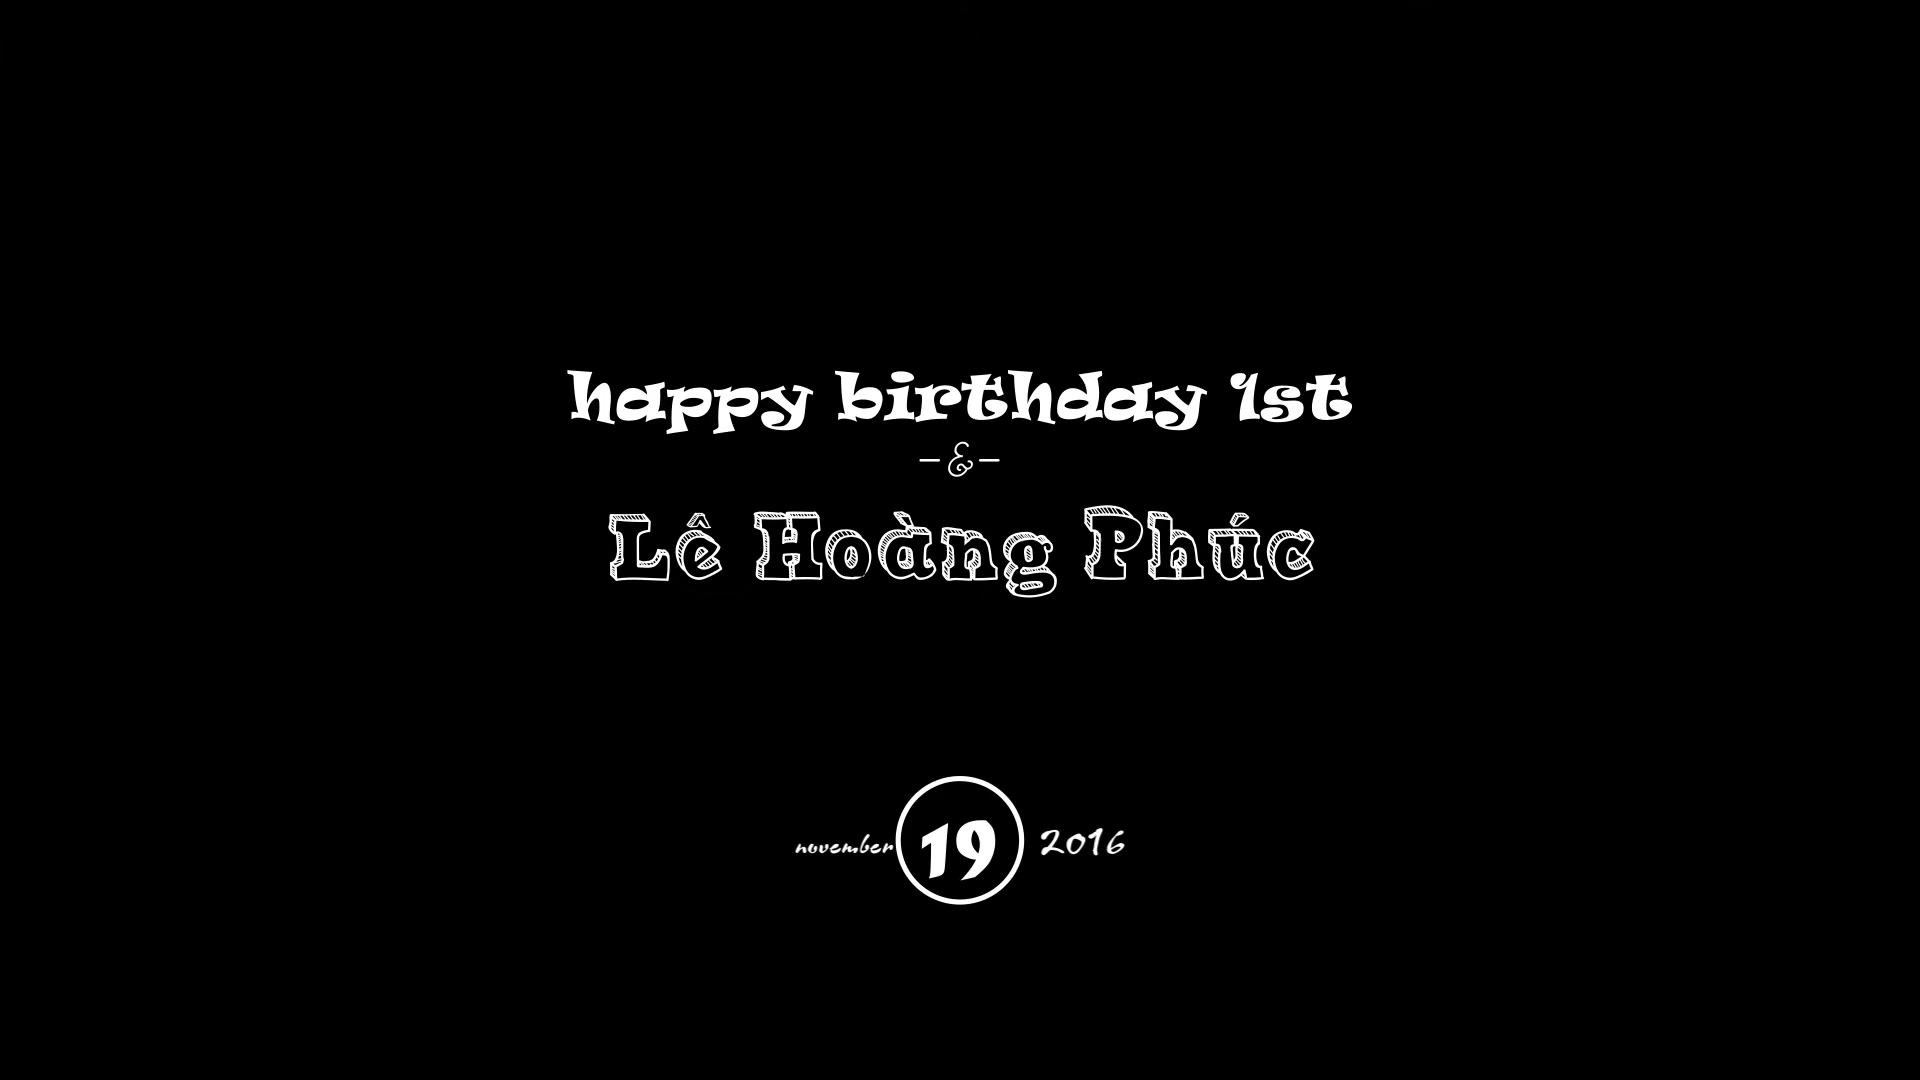 happy birthday 1st
-&-
Lê Hoàng Phúc
november 19 2016